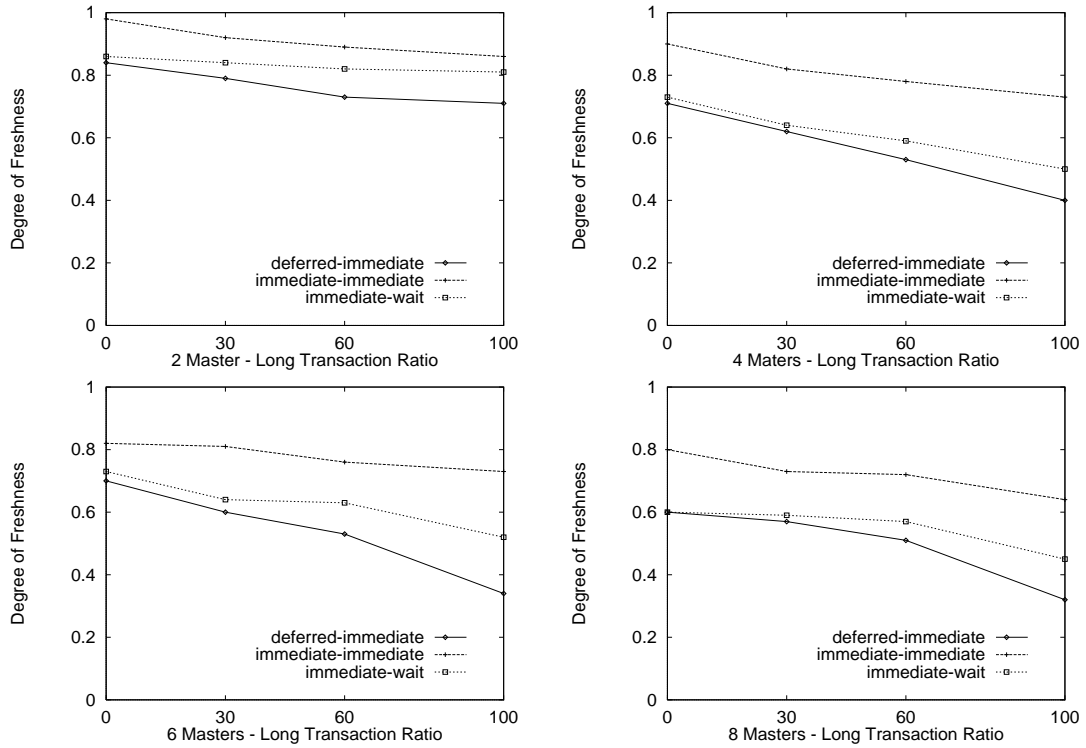 1
0.8
0.6
0.4
0.2
0
Degree of Freshness
deferred-immediate
immediate-immediate
immediate-wait
0 30 60 100
2 Master - Long Transaction Ratio
1
0.8
0.6
0.4
0.2
0
Degree of Freshness
deferred-immediate
immediate-immediate
immediate-wait
0 30 60 100
4 Maters - Long Transaction Ratio
1
0.8
0.6
0.4
0.2
0
Degree of Freshness
deferred-immediate
immediate-immediate
immediate-wait
0 30 60 100
6 Masters - Long Transaction Ratio
1
0.8
0.6
0.4
0.2
0
Degree of Freshness
deferred-immediate
immediate-immediate
immediate-wait
0 30 60 100
8 Masters - Long Transaction Ratio